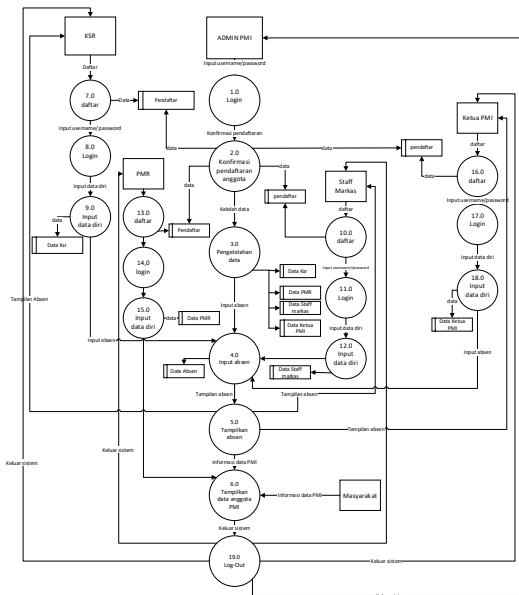 KSR
ADMIN PMI
Daftar
Input username/password
7.0
daftar
Data
Pendaftar
1.0
Login
Ketua PMI
Input username/password
Konfirmasi pendaftaran
daftar
8.0
Login
data
data
pendaftar
2.0
Konfirmasi
pendaftaran
anggota
data
16.0
daftar
PMR
Staff
Markas
Input data diri
data
data
pendaftar
daftar
Input username/password
9.0
Input
data diri
13.0
daftar
Kelolah data
17.0
Login
data
Pendaftar
10.0
daftar
Data Ksr
3.0
Pengelolahan
data
Input data diri
14,0
login
Input username/password
Data Ksr
18.0
Input
data diri
Tampilan Absen
11.0
Login
Data PMR
data
Input absen
Data Staff
markas
15.0
Input
data diri
data
Data PMR
Data Ketua
PMI
Data Ketua
PMI
Input data diri
Input absen
4.0
Input absen
12.0
Input
data diri
Input absen
Data Absen
Data Staff
markas
Tampilan absen
Tampilan absen
5.0
Tampilkan
absen
Tampilan absen
Keluar sistem
Informasi data PMI
Keluar sistem
6.0
Tampilkan
data anggota
PMI
Informasi data PMI
Masyarakat
Keluar sistem
19.0
Log-Out
Keluar sistem